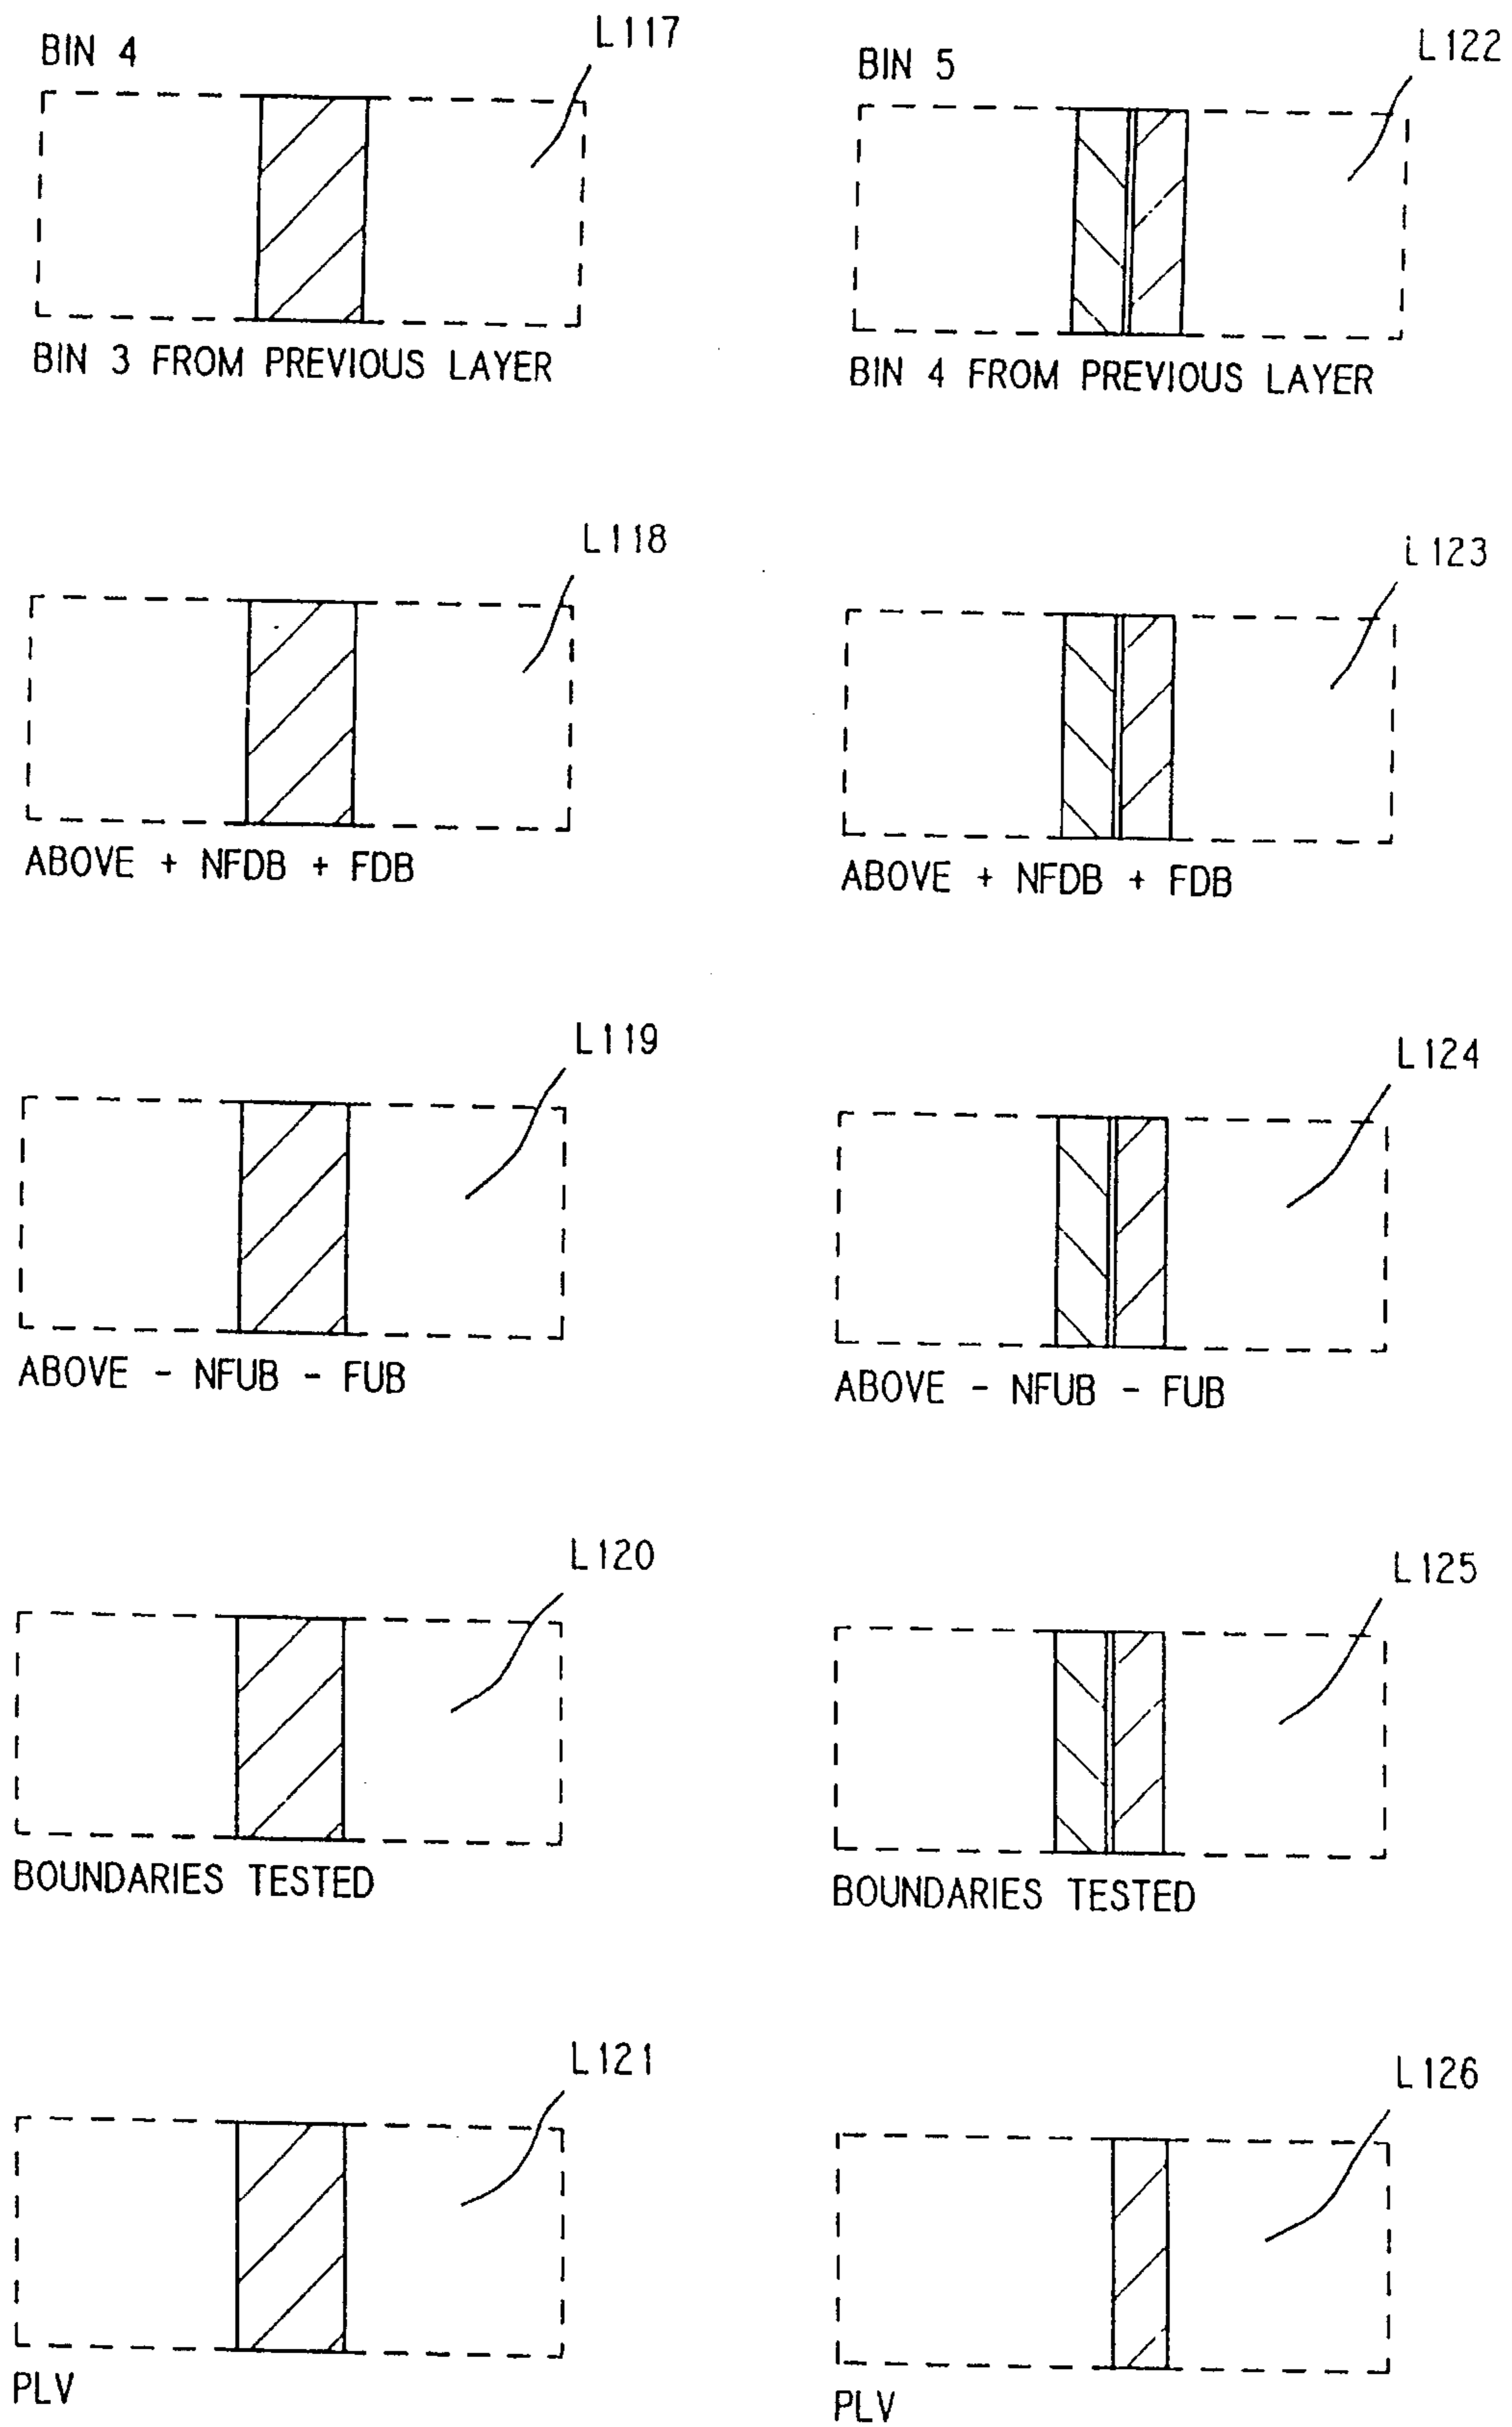 BIN 4
L117
BIN 3 FROM PREVIOUS LAYER
L118
ABOVE + NFDB + FDB
L119
ABOVE - NFUB - FUB
L120
BOUNDARIES TESTED
L121
PLV
BIN 5
L122
BIN 4 FROM PREVIOUS LAYER
L123
ABOVE + NFDB + FDB
L124
ABOVE - NFUB - FUB
L125
BOUNDARIES TESTED
L126
PLV